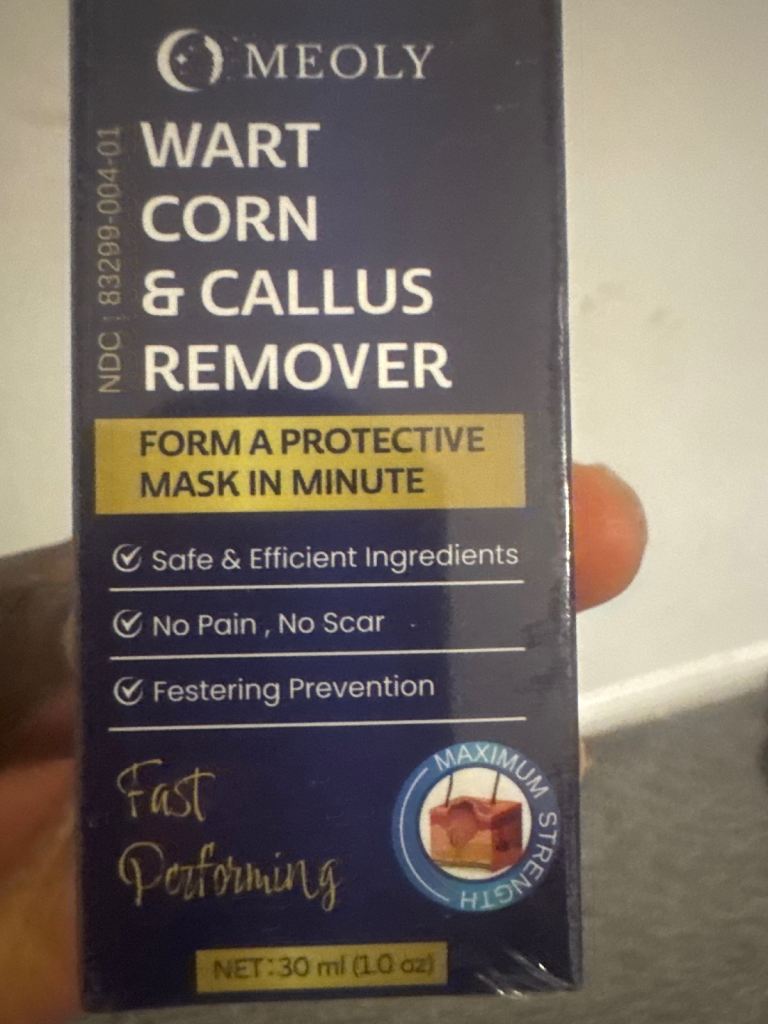 MEOLY
NDC | 83299-004-01
WART
CORN
& CALLUS
REMOVER
FORM A PROTECTIVE
MASK IN MINUTE
Safe & Efficient Ingredients
No Pain , No Scar
Festering Prevention
Fast
Performing
MAXIMUM STRENGTH
NET:30 ml (1.0 oz)